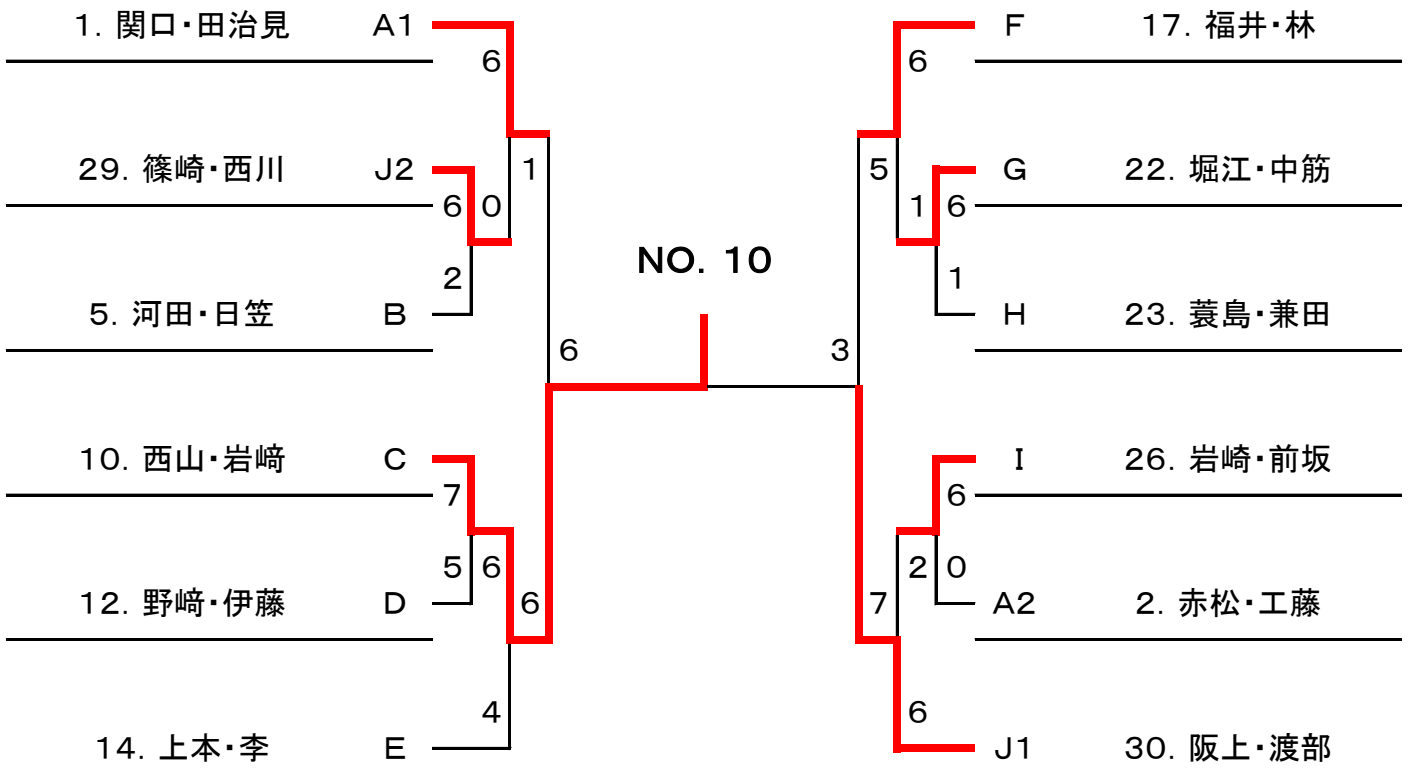 1. 関口・田治見 A1 F 17. 福井・林
6 6
29. 篠崎・西川 J2 1 5 G 22. 堀江・中筋
6 0 1 6
NO. 10
2 1
5. 河田・日笠 B H 23. 蓑島・兼田
6 3
10. 西山・岩﨑 C I 26. 岩崎・前坂
7 6
5 6 2 0
12. 野﨑・伊藤 D 6 7 A2 2. 赤松・工藤
4 6
14. 上本・李 E J1 30. 阪上・渡部